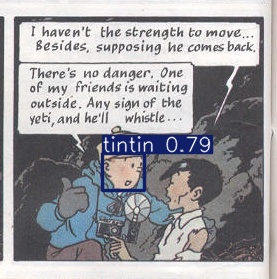 I haven't the strength to move...
Besides, supposing he comes back.
There's no danger. One
of my friends is waiting
outside. Any sign of the
yeti, and he'll whistle...
tintin 0.79